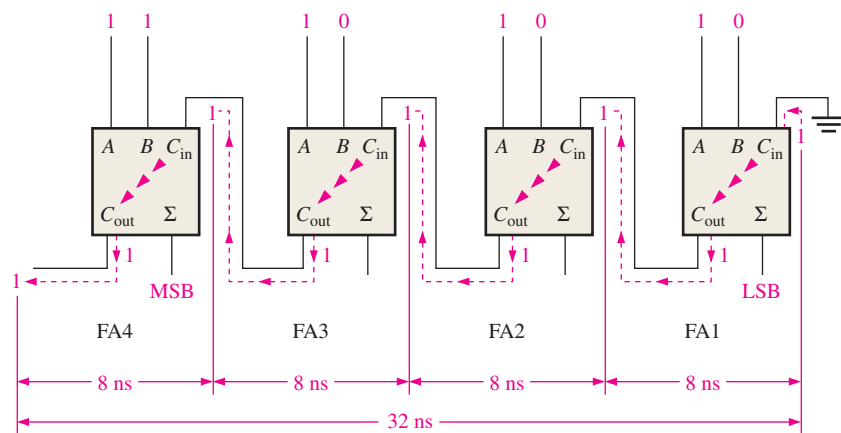 1 1 1 0 1 0 1 0
1 1 1 1
A B Cin A B Cin A B Cin A B Cin
Cout Σ Cout Σ Cout Σ Cout Σ
1 1 1 1
1 MSB LSB
FA4 FA3 FA2 FA1
8 ns 8 ns 8 ns 8 ns
32 ns